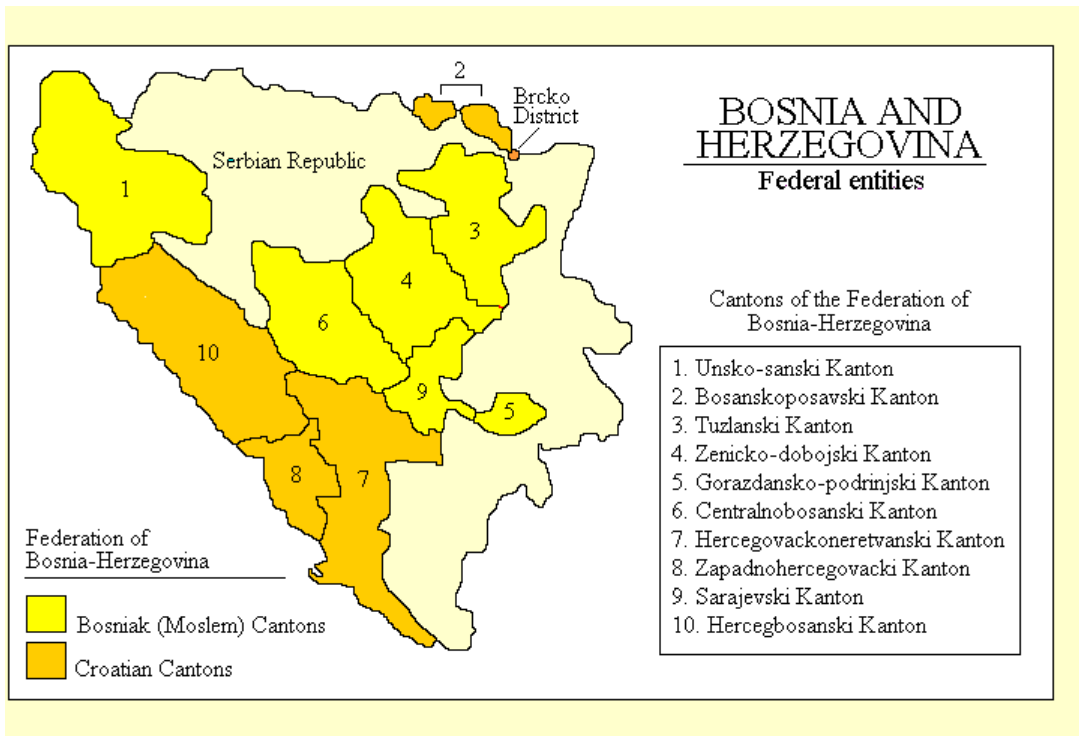 BOSNIA AND
HERZEGOVINA
Federal entities
2
Brcko
District
Serbian Republic
1
3
4
6
10
9
5
8
7
Cantons of the Federation of
Bosnia-Herzegovina
1. Unsko-sanski Kanton
2. Bosanskoposavski Kanton
3. Tuzlanski Kanton
4. Zenicko-dobojski Kanton
5. Gorazdansko-podrinjski Kanton
6. Centralnobosanski Kanton
7. Hercegovackoneretvanski Kanton
8. Zapadnohercegovacki Kanton
9. Sarajevski Kanton
10. Hercegbosanski Kanton
Federation of
Bosnia-Herzegovina
Bosniak (Moslem) Cantons
Croatian Cantons